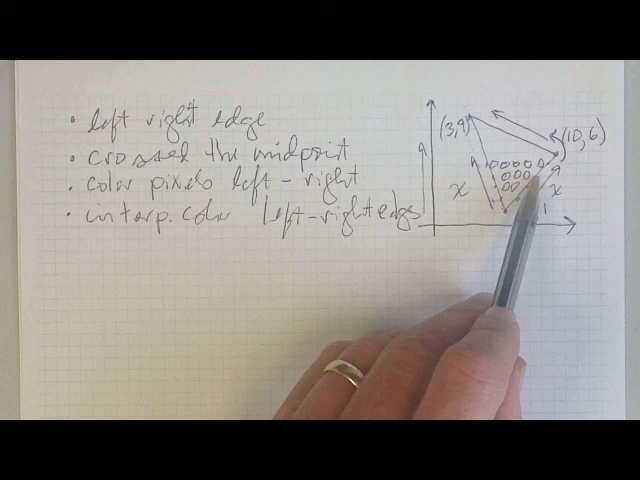 • left right edge
• crossed the midpoint
• color pixels left - right
• interp. color left-right edges
(3,9)
(10,6)
x
x
1